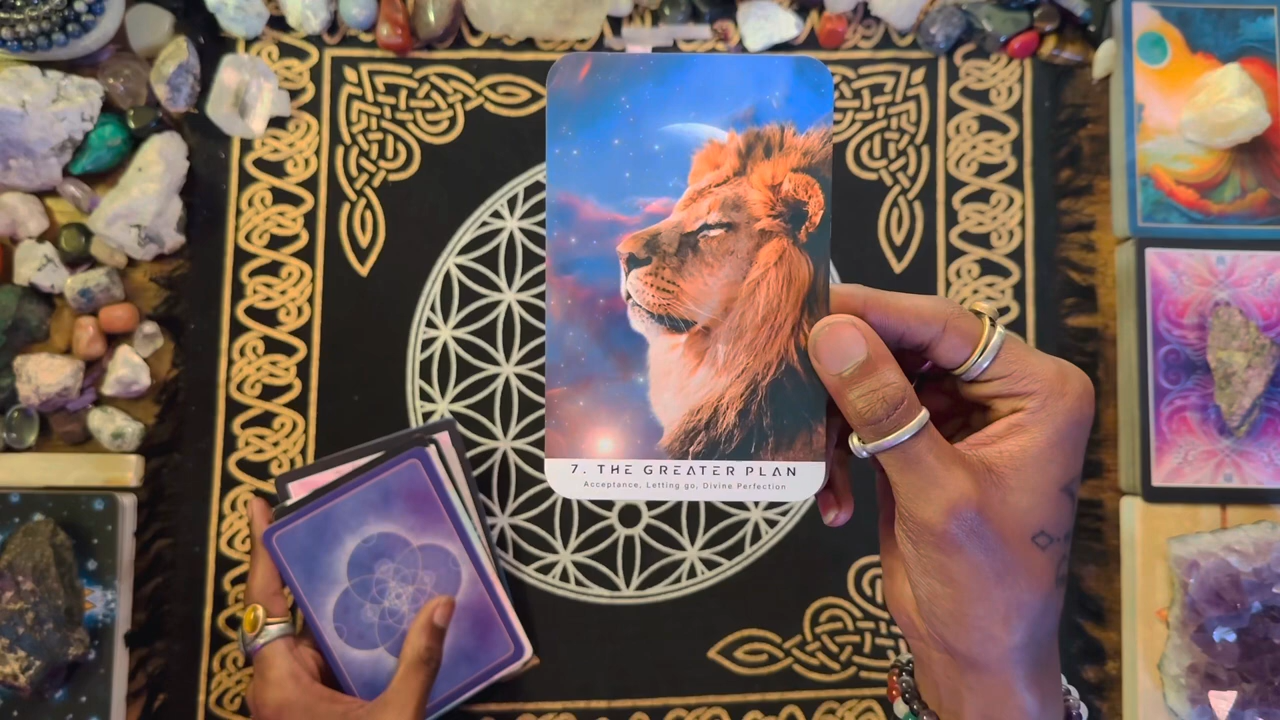 7. THE GREATER PLAN
Acceptance, Letting go, Divine Perfection